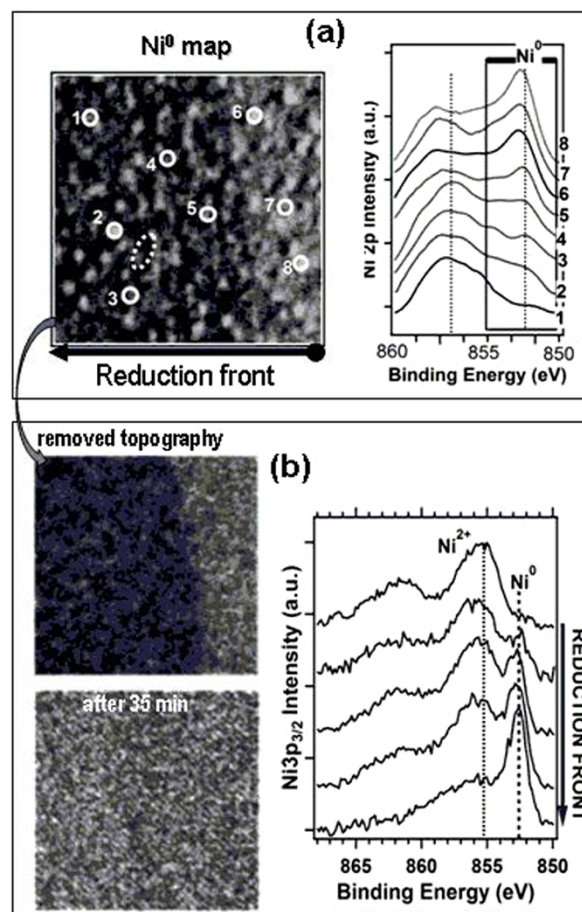 (a)
Ni⁰ map
1
2
3
4
5
6
7
8
Reduction front
Ni⁰
Ni 2p Intensity (a.u.)
8
7
6
5
4
3
2
1
860 855 850
Binding Energy (eV)
(b)
removed topography
after 35 min
Ni²⁺
Ni⁰
Ni3p3/2 Intensity (a.u.)
REDUCTION FRONT
865 860 855 850
Binding Energy (eV)